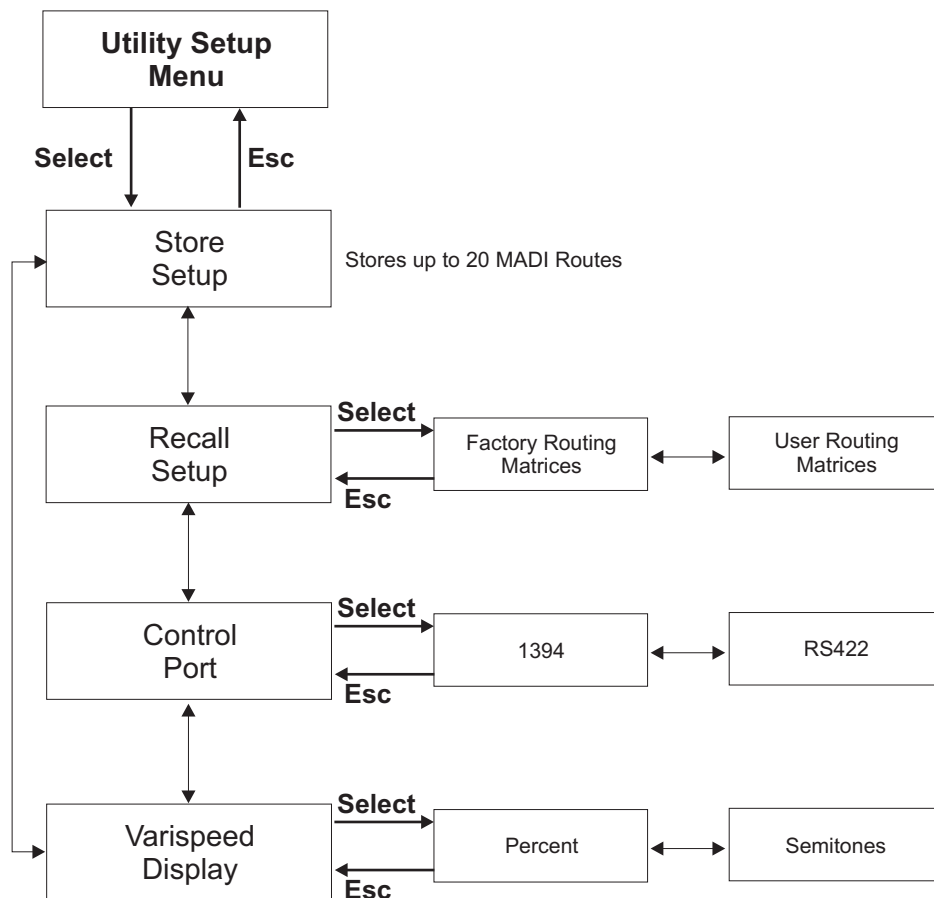 Utility Setup
Menu
Select
Esc
Store
Setup
Stores up to 20 MADI Routes
Recall
Setup
Select
Esc
Factory Routing
Matrices
User Routing
Matrices
Control
Port
Select
Esc
1394
RS422
Varispeed
Display
Select
Esc
Percent
Semitones